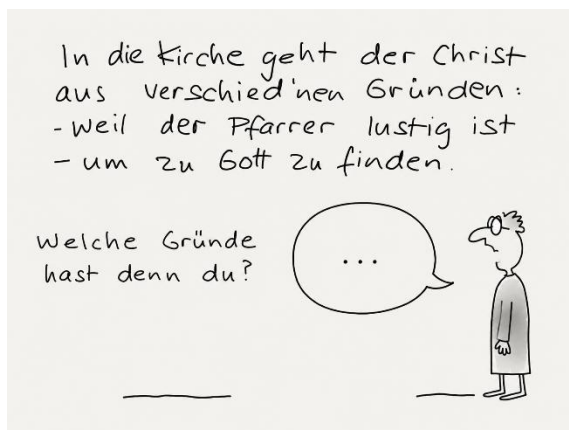 In die Kirche geht der Christ
aus verschied'nen Gründen:
- weil der Pfarrer lustig ist
- um zu Gott zu finden.
Welche Gründe
hast denn du?
...